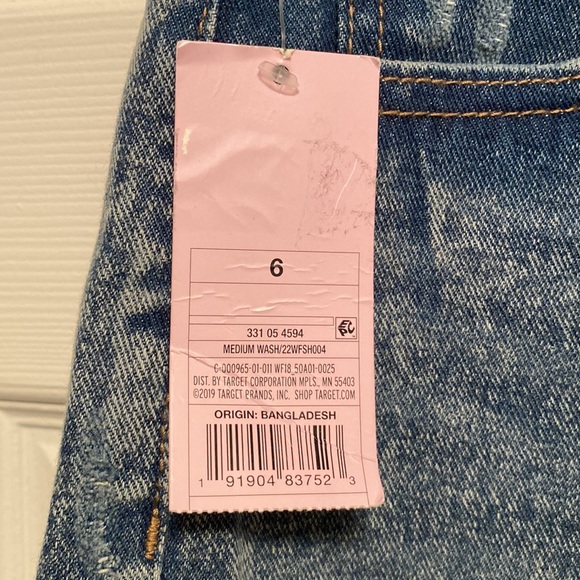 6
331 05 4594
MEDIUM WASH/22WFSH004
C-000965-01-011 WF18_50A01-0025
DIST. BY TARGET CORPORATION MPLS., MN 55403
©2019 TARGET BRANDS, INC. SHOP TARGET.COM
ORIGIN: BANGLADESH
1 91904 83752 3